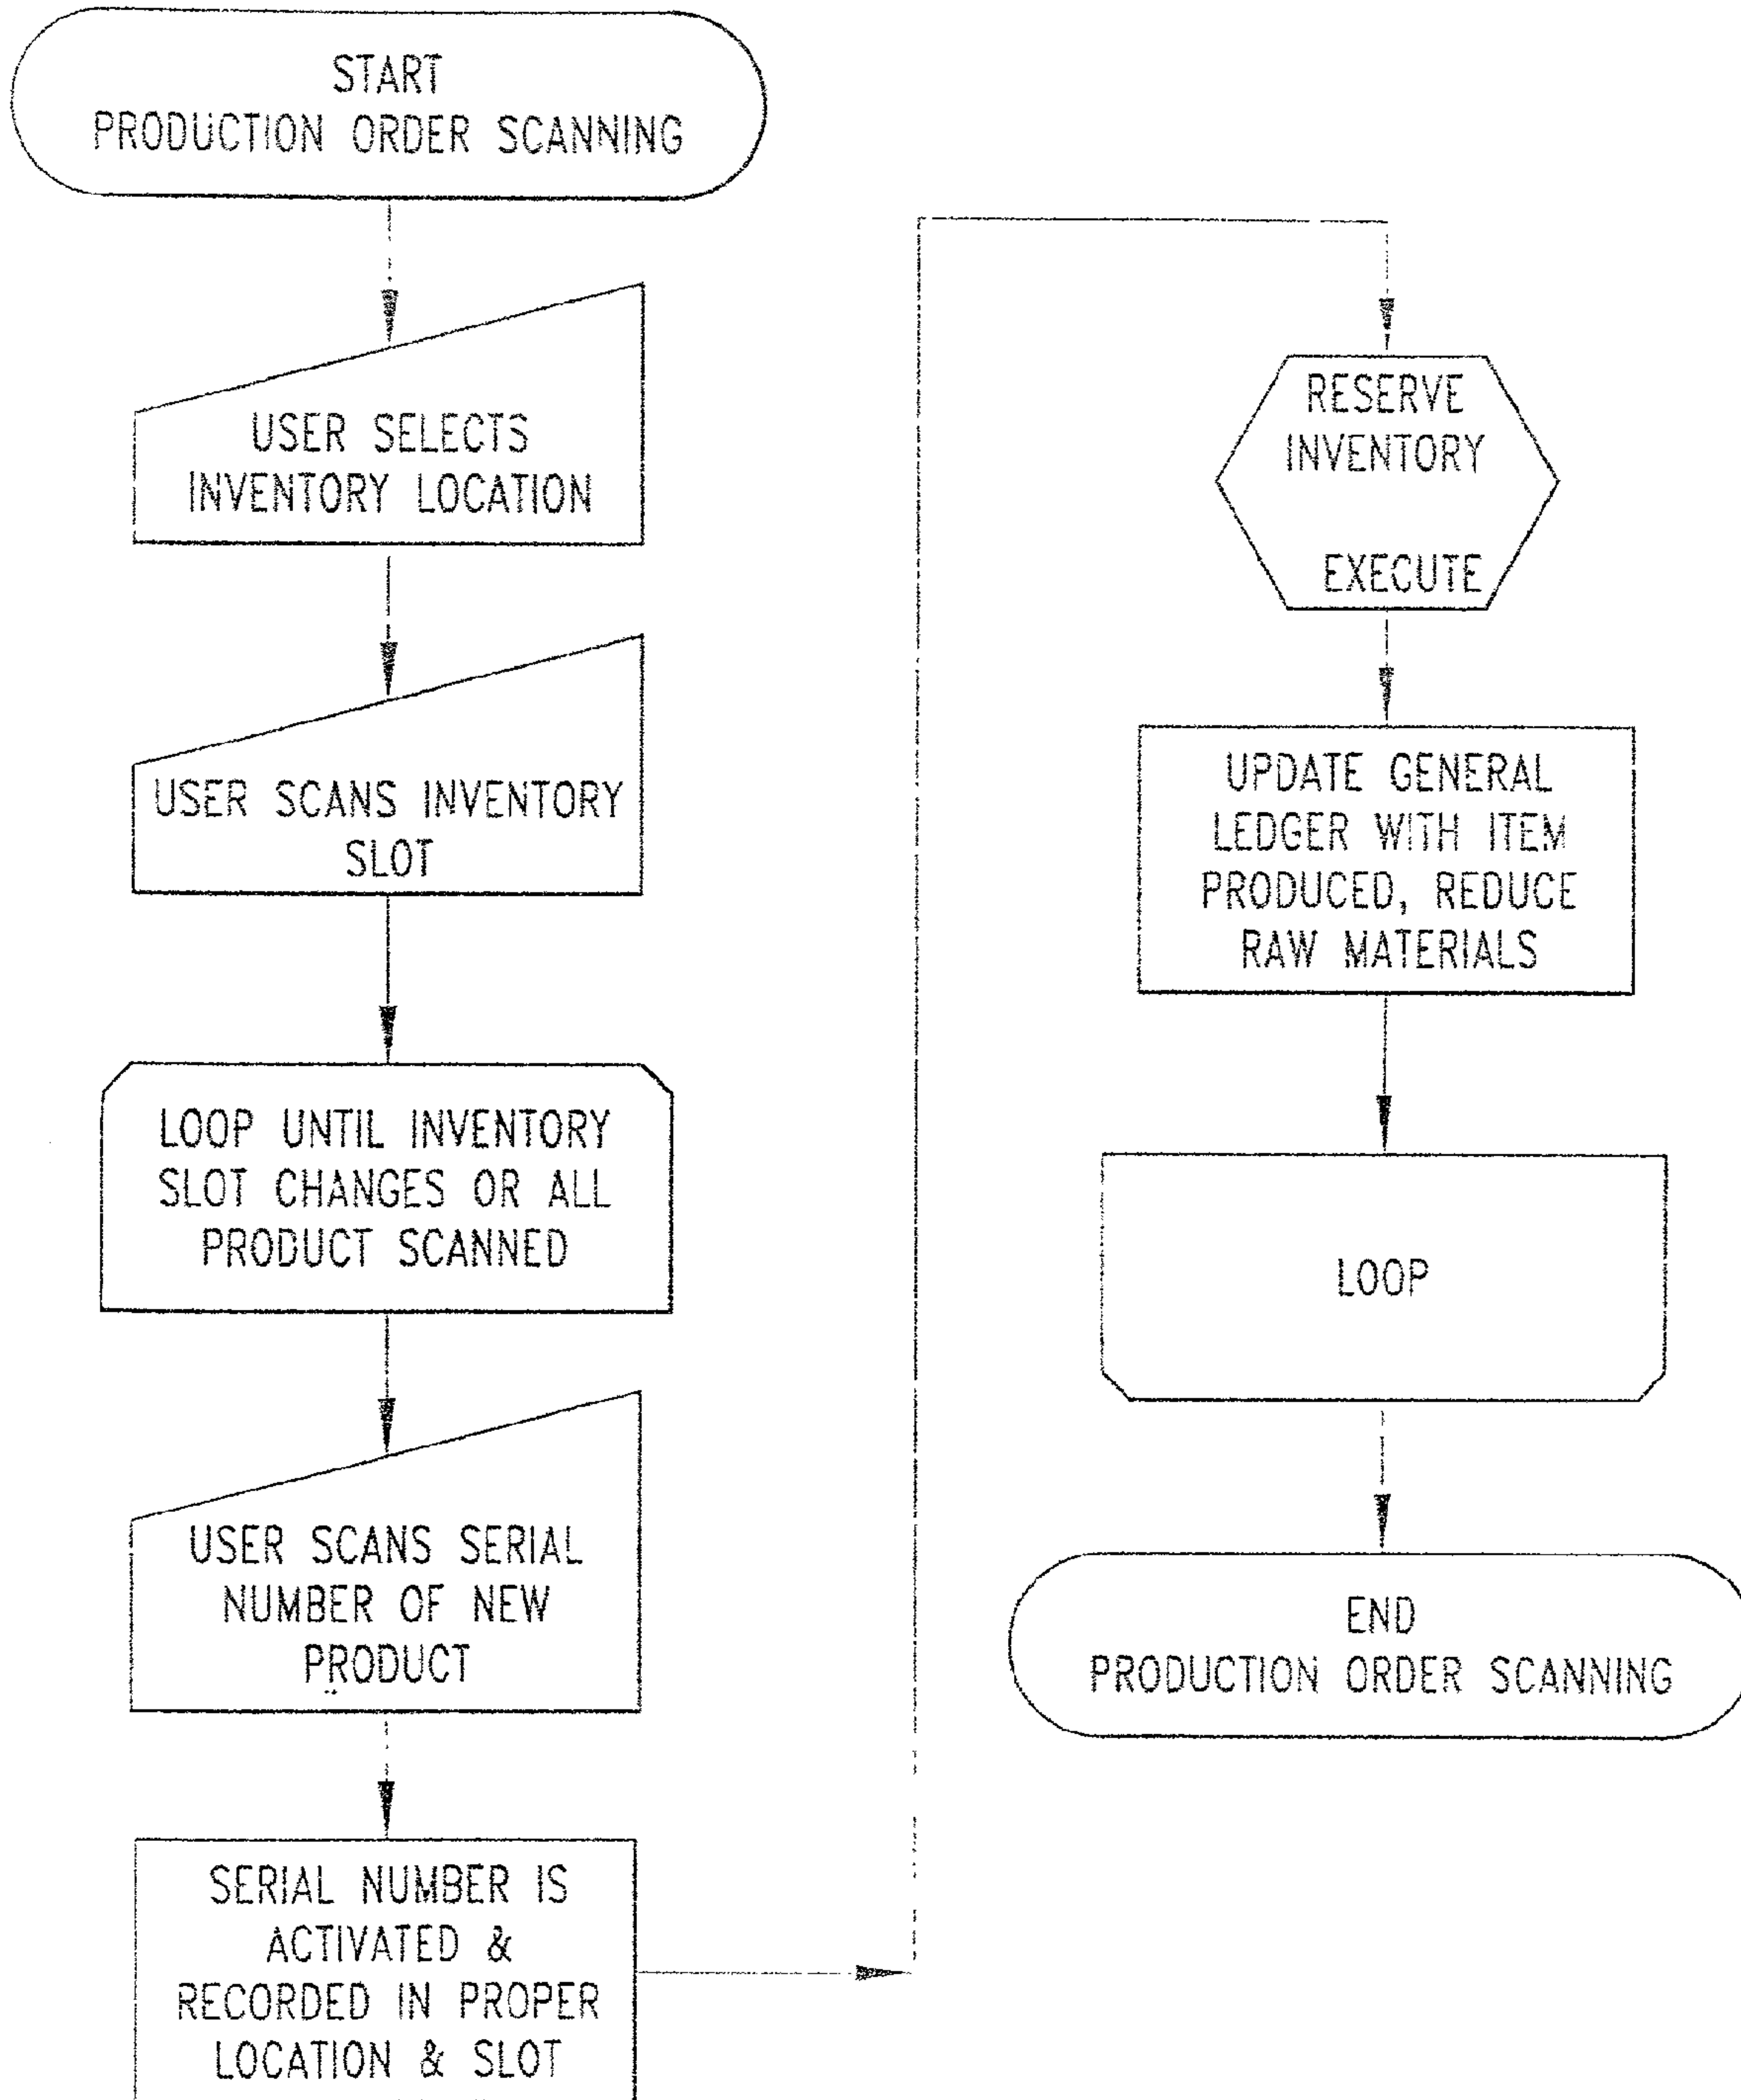 START
PRODUCTION ORDER SCANNING
USER SELECTS
INVENTORY LOCATION
USER SCANS INVENTORY
SLOT
LOOP UNTIL INVENTORY
SLOT CHANGES OR ALL
PRODUCT SCANNED
USER SCANS SERIAL
NUMBER OF NEW
PRODUCT
SERIAL NUMBER IS
ACTIVATED &
RECORDED IN PROPER
LOCATION & SLOT
RESERVE
INVENTORY
EXECUTE
UPDATE GENERAL
LEDGER WITH ITEM
PRODUCED, REDUCE
RAW MATERIALS
LOOP
END
PRODUCTION ORDER SCANNING